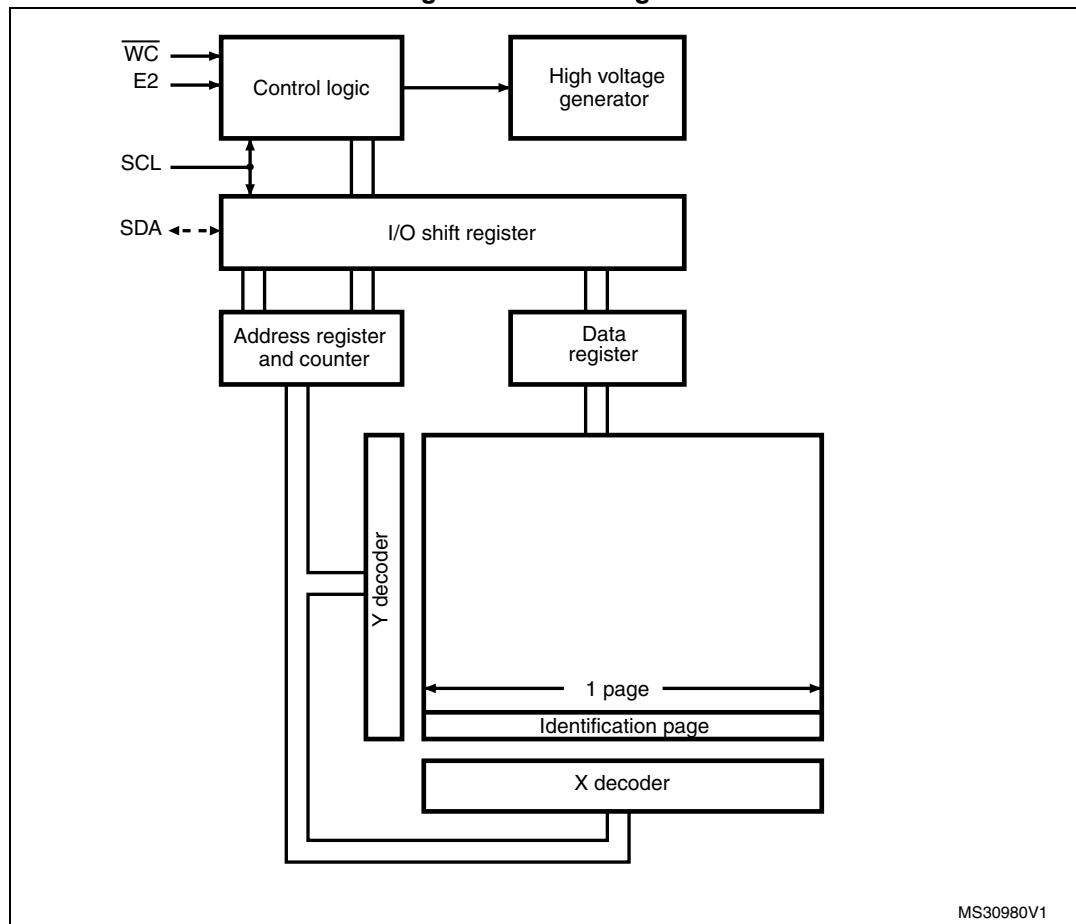 WC
E2
Control logic
High voltage
generator
SCL
SDA
I/O shift register
Address register
and counter
Data
register
Y decoder
1 page
Identification page
X decoder
MS30980V1